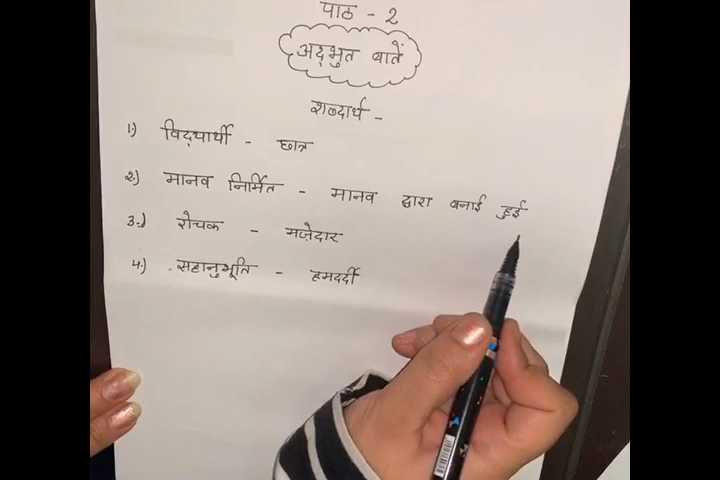 पाठ - 2
अद्‌भुत बातें
शब्दार्थ -
1.) विद्‌यार्थी - छात्र
2.) मानव निर्मित - मानव द्वारा बनाई हुई
3.) रोचक - मज़ेदार
4.) सहानुभूति - हमदर्दी